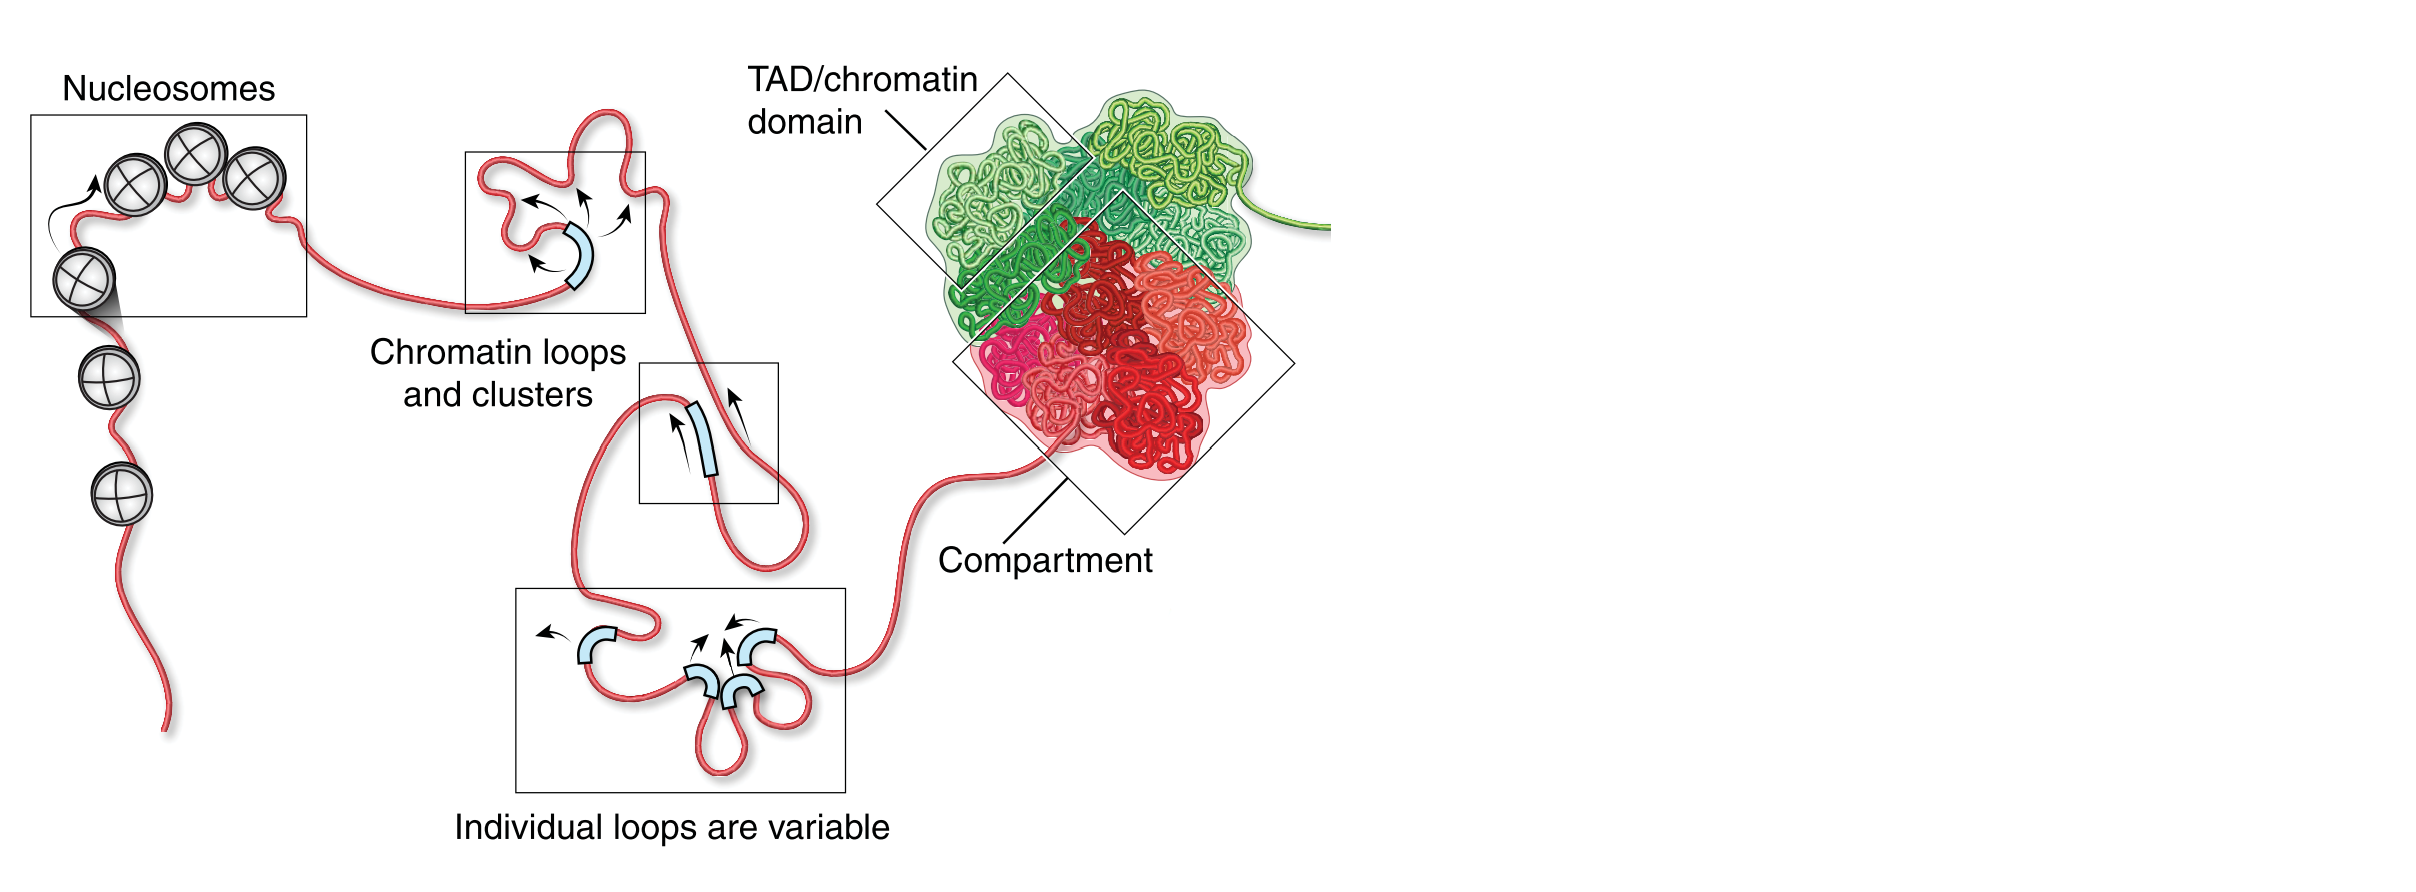 Nucleosomes
TAD/chromatin
domain
Chromatin loops
and clusters
Compartment
Individual loops are variable